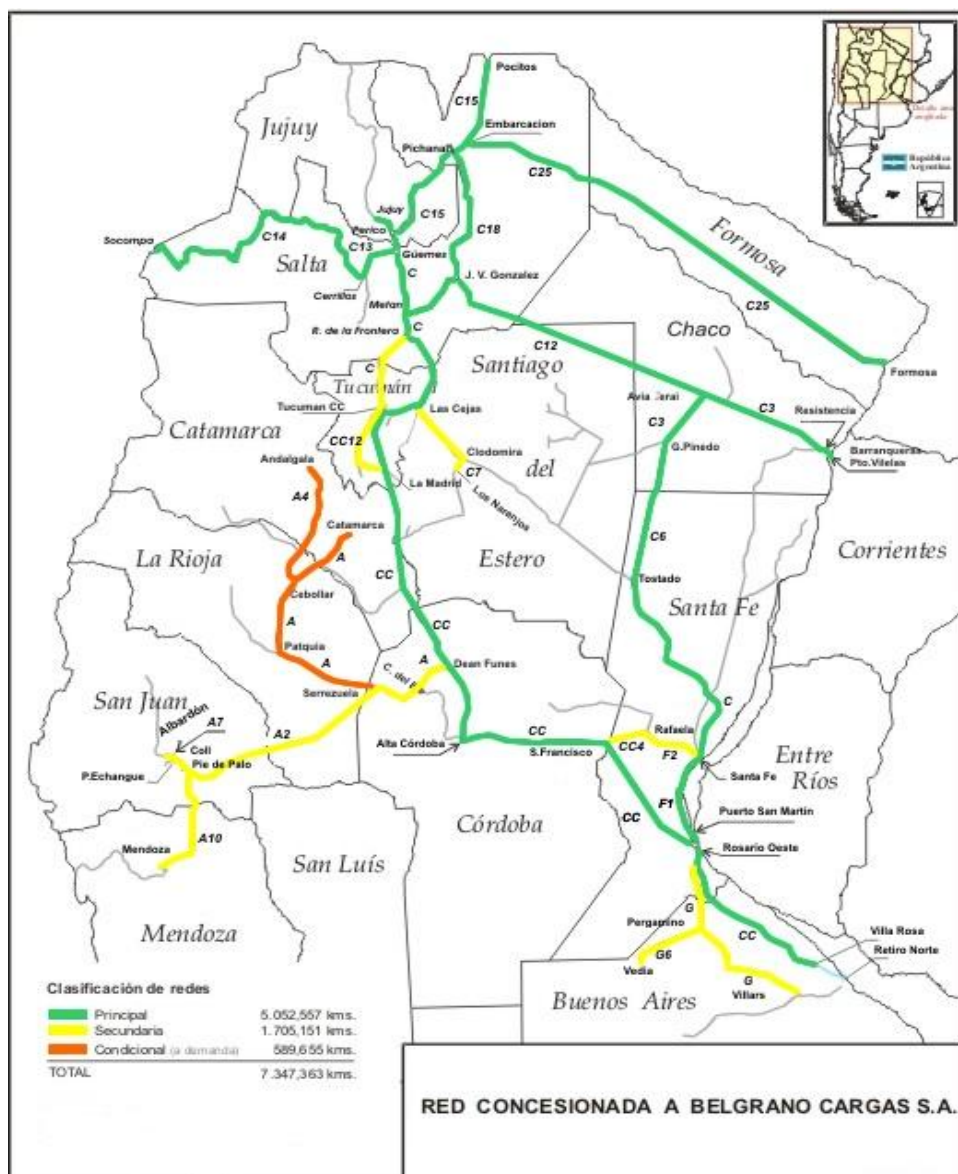 Pocitos
C15
Embarcacion
Jujuy
Pichanal
C25
República
Argentina
Jujuy
C15
Perico
C18
Formosa
Socompa
C14
C13
Güemes
Salta
C
J. V. Gonzalez
C25
Cerrillos
Metan
R. de la Frontera
C
C12
Chaco
Santiago
Formosa
C
Tucumán
Avia Terai
C3
Resistencia
Tucuman CC
Las Cejas
C3
Catamarca
CC12
Clodomira
G.Pinedo
Barranqueras
Pto.Vilelas
Andalgala
C7
del
La Madrid
Los Naranjos
A4
Catamarca
C6
Corrientes
La Rioja
A
Estero
CC
Tostado
Cebollar
Santa Fe
A
CC
Patquia
A
A
Dean Funes
C. del Eje
Serrezuela
San Juan
Albardón
A7
A2
C
Rafaela
Entre
Ríos
Coll
Alta Córdoba
CC
S.Francisco
CC4
F2
P.Echangue
Pie de Palo
Santa Fe
F1
Puerto San Martin
Córdoba
CC
Mendoza
A10
San Luís
Rosario Oeste
G
Mendoza
Pergamino
CC
Villa Rosa
Retiro Norte
G6
Vedia
G
Villars
Buenos Aires
Clasificación de redes
Principal 5.052,557 kms.
Secundaria 1.705,151 kms.
Condicional (a demanda) 589,655 kms.
TOTAL 7.347,363 kms.
RED CONCESIONADA A BELGRANO CARGAS S.A.